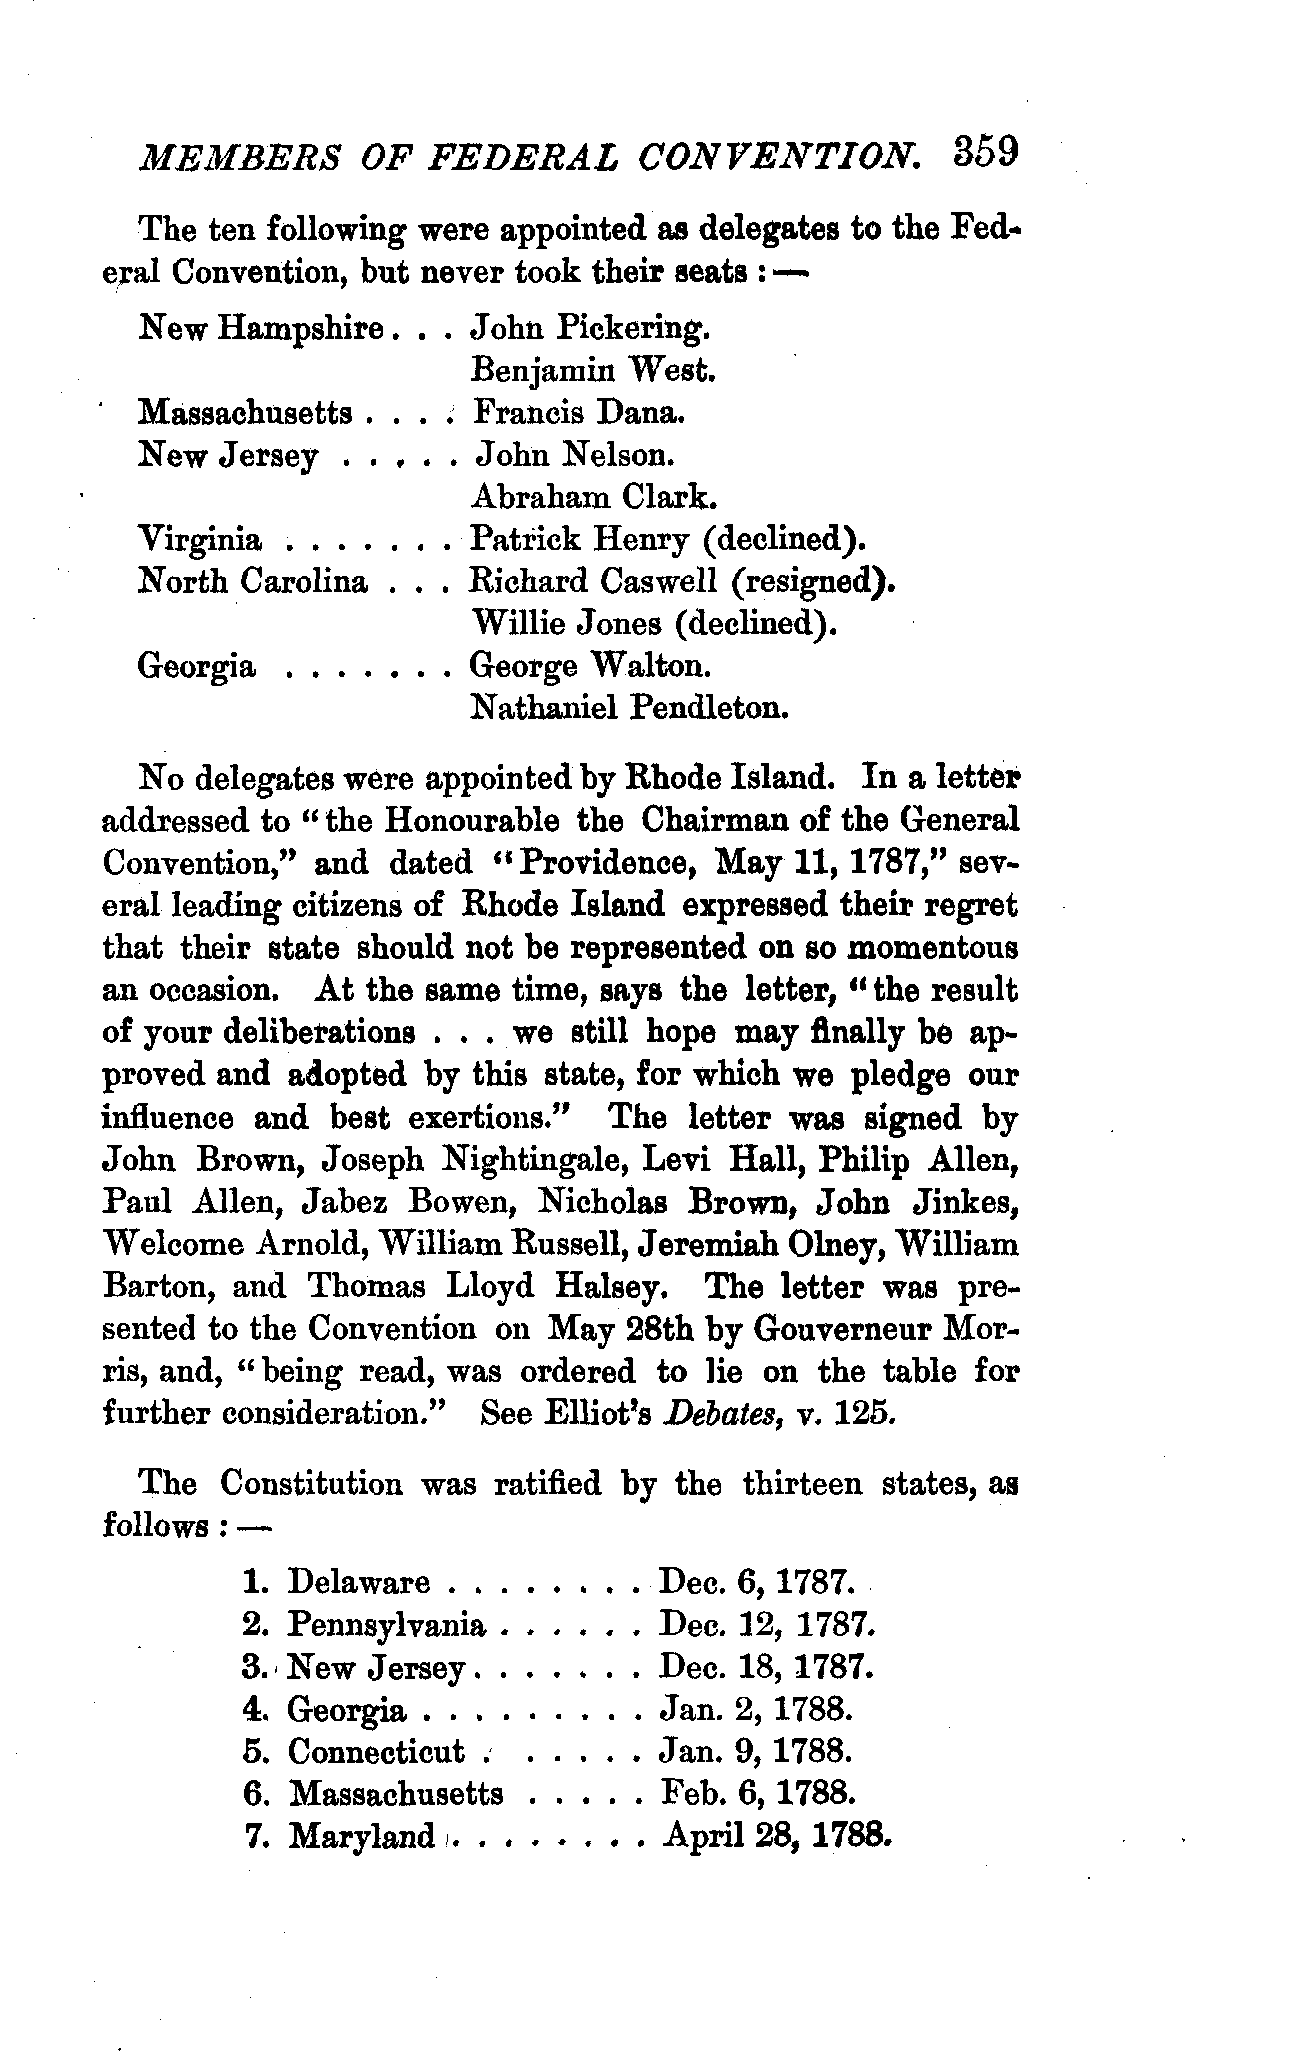 MEMBERS OF FEDERAL CONVENTION. 359
The ten following were appointed as delegates to the Fed-
eral Convention, but never took their seats : —
New Hampshire . . . John Pickering.
Benjamin West.
Massachusetts . . . . Francis Dana.
New Jersey . . . . . John Nelson.
Abraham Clark.
Virginia . . . . . . . Patrick Henry (declined).
North Carolina . . . Richard Caswell (resigned).
Willie Jones (declined).
Georgia . . . . . . . George Walton.
Nathaniel Pendleton.
No delegates were appointed by Rhode Island. In a letter
addressed to “the Honourable the Chairman of the General
Convention,” and dated “Providence, May 11, 1787,” sev-
eral leading citizens of Rhode Island expressed their regret
that their state should not be represented on so momentous
an occasion. At the same time, says the letter, “the result
of your deliberations . . . we still hope may finally be ap-
proved and adopted by this state, for which we pledge our
influence and best exertions.” The letter was signed by
John Brown, Joseph Nightingale, Levi Hall, Philip Allen,
Paul Allen, Jabez Bowen, Nicholas Brown, John Jinkes,
Welcome Arnold, William Russell, Jeremiah Olney, William
Barton, and Thomas Lloyd Halsey. The letter was pre-
sented to the Convention on May 28th by Gouverneur Mor-
ris, and, “being read, was ordered to lie on the table for
further consideration.” See Elliot’s Debates, v. 125.
The Constitution was ratified by the thirteen states, as
follows : —
1. Delaware . . . . . . . . Dec. 6, 1787.
2. Pennsylvania . . . . . . Dec. 12, 1787.
3. New Jersey . . . . . . . Dec. 18, 1787.
4. Georgia . . . . . . . . . Jan. 2, 1788.
5. Connecticut . . . . . . Jan. 9, 1788.
6. Massachusetts . . . . . Feb. 6, 1788.
7. Maryland . . . . . . . . April 28, 1788.